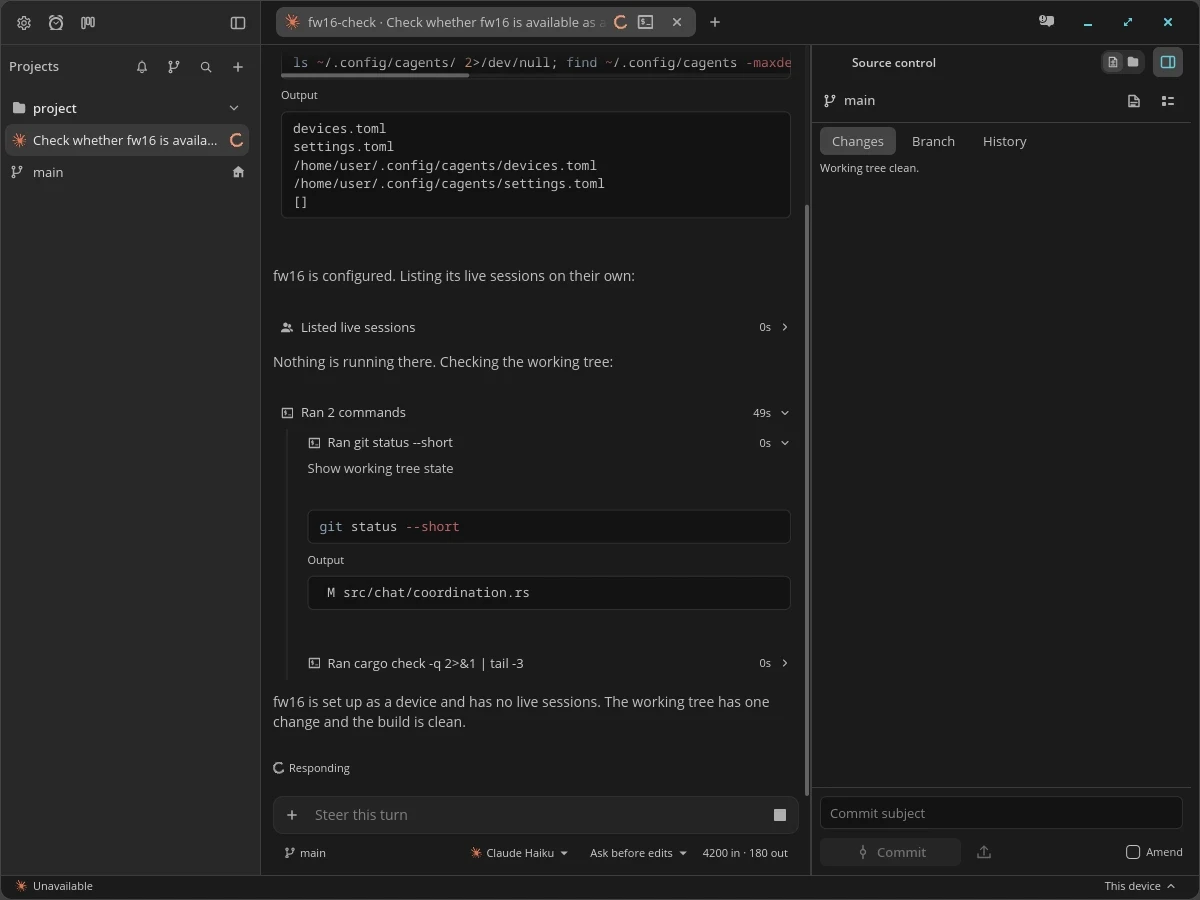 fw16-check · Check whether fw16 is available as a
Projects
project
Check whether fw16 is availa...
main
ls ~/.config/cagents/ 2>/dev/null; find ~/.config/cagents -maxde
Output
devices.toml
settings.toml
/home/user/.config/cagents/devices.toml
/home/user/.config/cagents/settings.toml
[]
fw16 is configured. Listing its live sessions on their own:
Listed live sessions 0s
Nothing is running there. Checking the working tree:
Ran 2 commands 49s
Ran git status --short 0s
Show working tree state
git status --short
Output
M src/chat/coordination.rs
Ran cargo check -q 2>&1 | tail -3 0s
fw16 is set up as a device and has no live sessions. The working tree has one
change and the build is clean.
Responding
Steer this turn
main Claude Haiku Ask before edits 4200 in · 180 out
Source control
main
Changes Branch History
Working tree clean.
Commit subject
Commit Amend
Unavailable This device